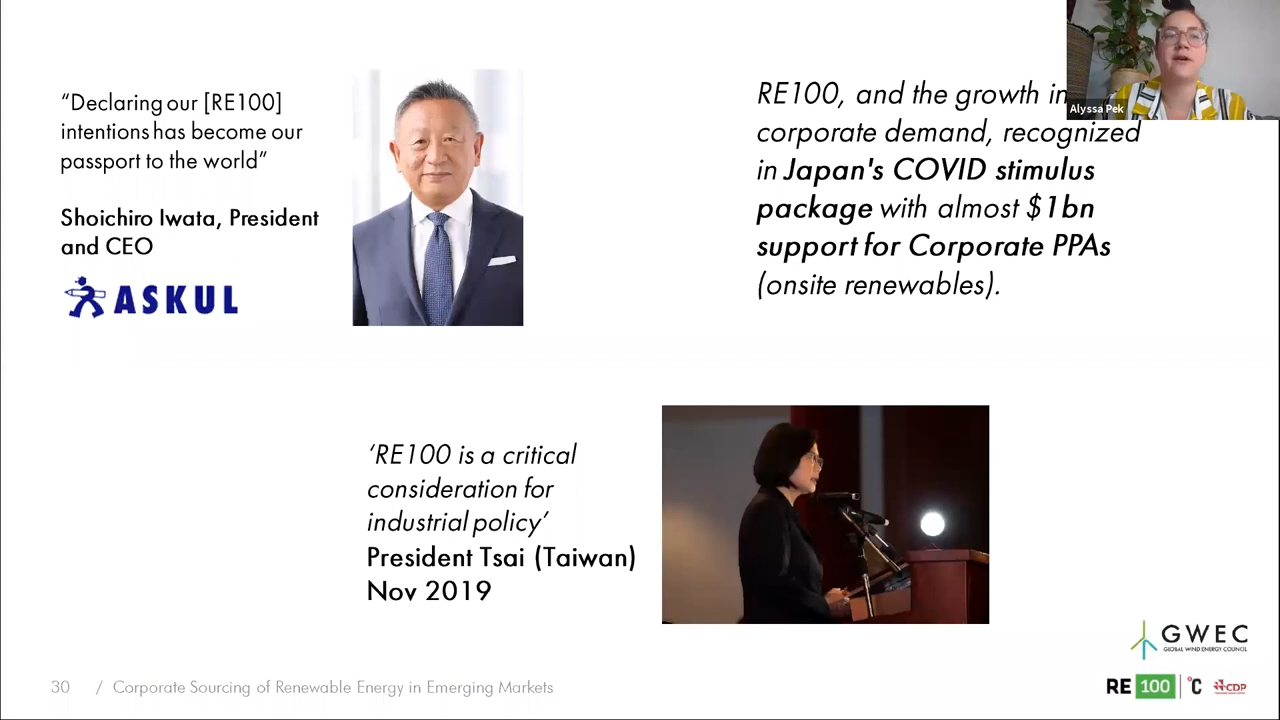 “Declaring our [RE100]
intentions has become our
passport to the world”
Shoichiro Iwata, President
and CEO
ASKUL
RE100, and the growth in
corporate demand, recognized
in Japan's COVID stimulus
package with almost $1bn
support for Corporate PPAs
(onsite renewables).
Alyssa Pek
‘RE100 is a critical
consideration for
industrial policy’
President Tsai (Taiwan)
Nov 2019
GWEC
GLOBAL WIND ENERGY COUNCIL
30 / Corporate Sourcing of Renewable Energy in Emerging Markets
RE 100 °C CDP